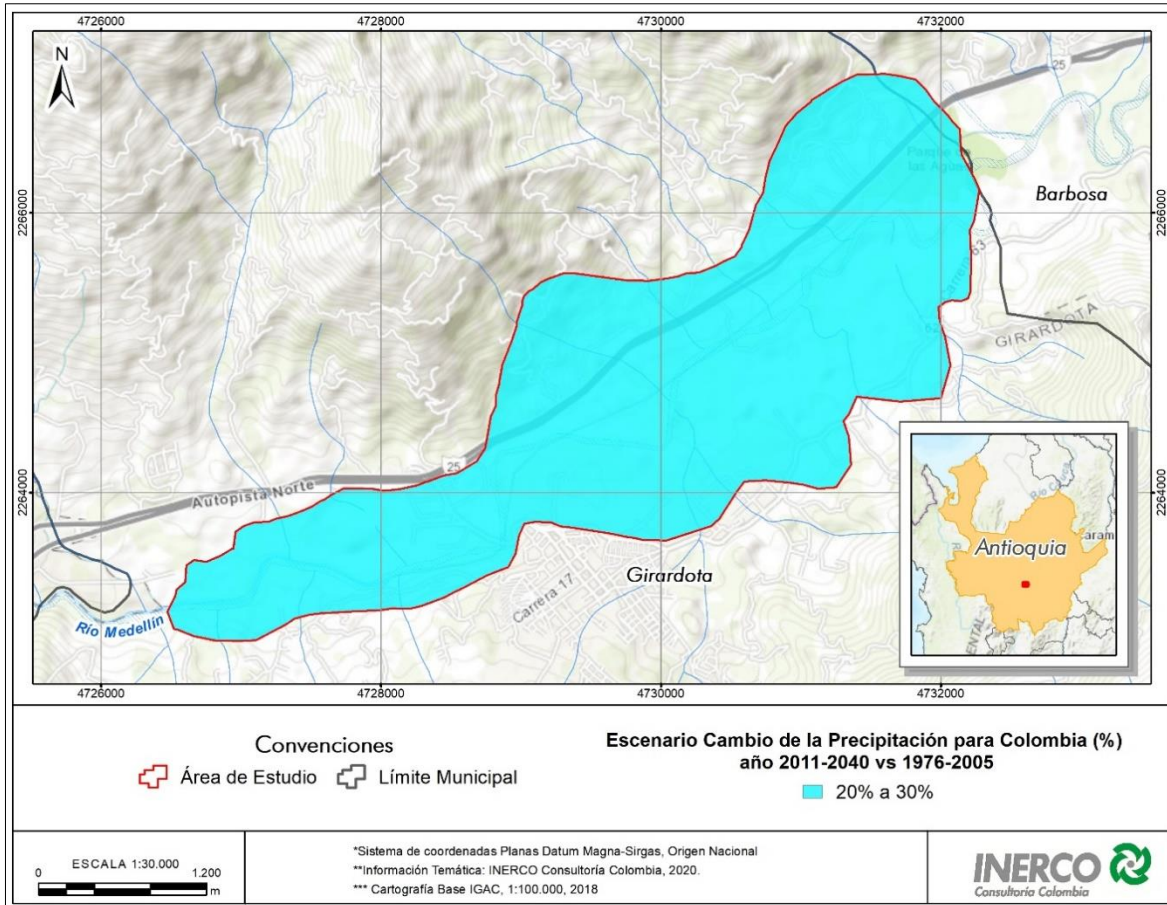 4726000
4728000
4730000
4732000
N
25
Parque de
las Aguas
Barbosa
2266000
2266000
Carrera 63
62
GIRARDOTA
25
Autopista Norte
2264000
2264000
Antioquia
Girardota
Carrera 17
Río Medellín
ENTAL
aram
4726000
4728000
4730000
4732000
Convenciones
Área de Estudio
Límite Municipal
Escenario Cambio de la Precipitación para Colombia (%)
año 2011-2040 vs 1976-2005
20% a 30%
ESCALA 1:30.000
0
1.200
m
*Sistema de coordenadas Planas Datum Magna-Sirgas, Origen Nacional
**Información Temática: INERCO Consultoría Colombia, 2020.
*** Cartografía Base IGAC, 1:100.000, 2018
INERCO
Consultoría Colombia